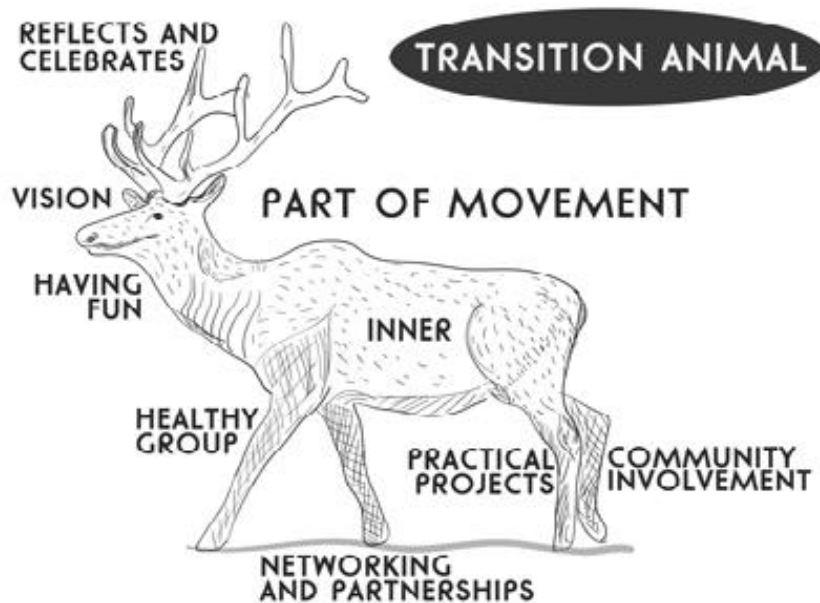 REFLECTS AND
CELEBRATES
TRANSITION ANIMAL
VISION
PART OF MOVEMENT
HAVING
FUN
INNER
HEALTHY
GROUP
PRACTICAL
PROJECTS
COMMUNITY
INVOLVEMENT
NETWORKING
AND PARTNERSHIPS